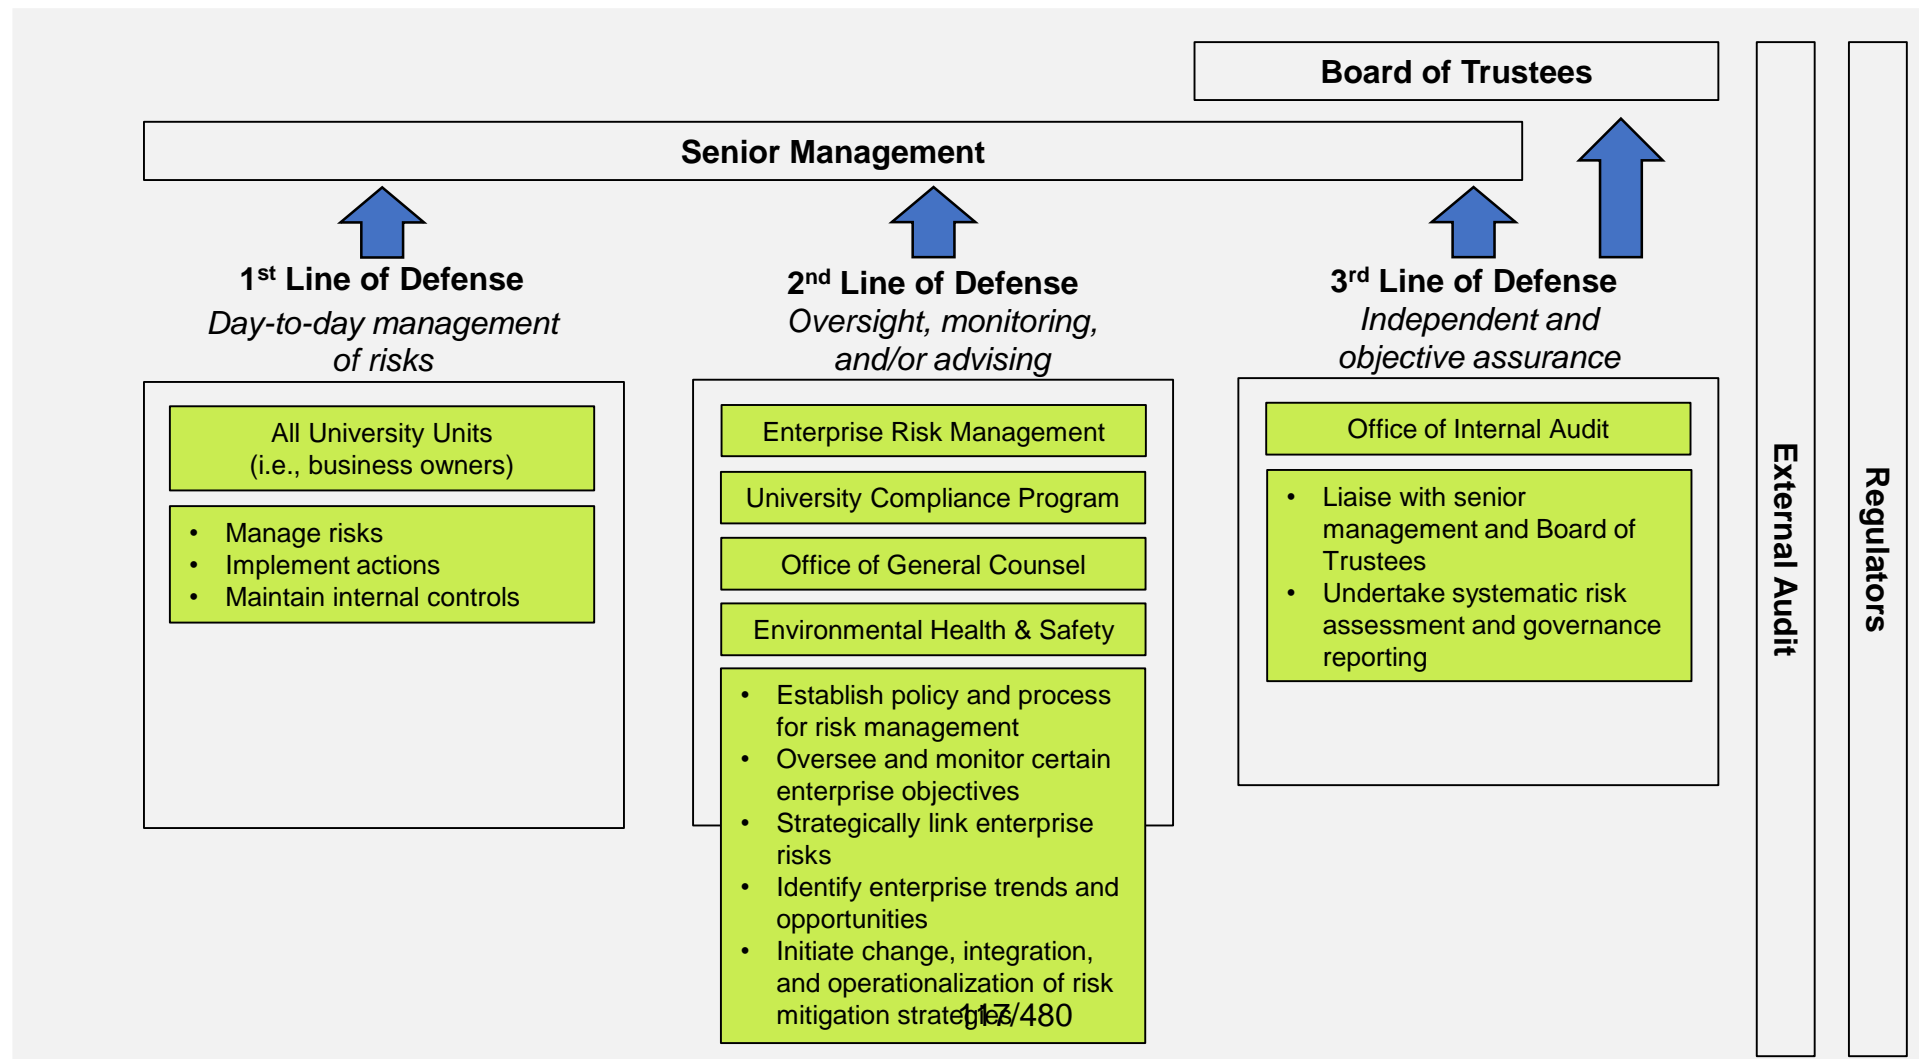 Board of Trustees
Senior Management
1st Line of Defense
Day-to-day management
of risks
All University Units
(i.e., business owners)
• Manage risks
• Implement actions
• Maintain internal controls
2nd Line of Defense
Oversight, monitoring,
and/or advising
Enterprise Risk Management
University Compliance Program
Office of General Counsel
Environmental Health & Safety
• Establish policy and process
for risk management
• Oversee and monitor certain
enterprise objectives
• Strategically link enterprise
risks
• Identify enterprise trends and
opportunities
• Initiate change, integration,
and operationalization of risk
mitigation strategies
117/480
3rd Line of Defense
Independent and
objective assurance
Office of Internal Audit
• Liaise with senior
management and Board of
Trustees
• Undertake systematic risk
assessment and governance
reporting
External Audit
Regulators